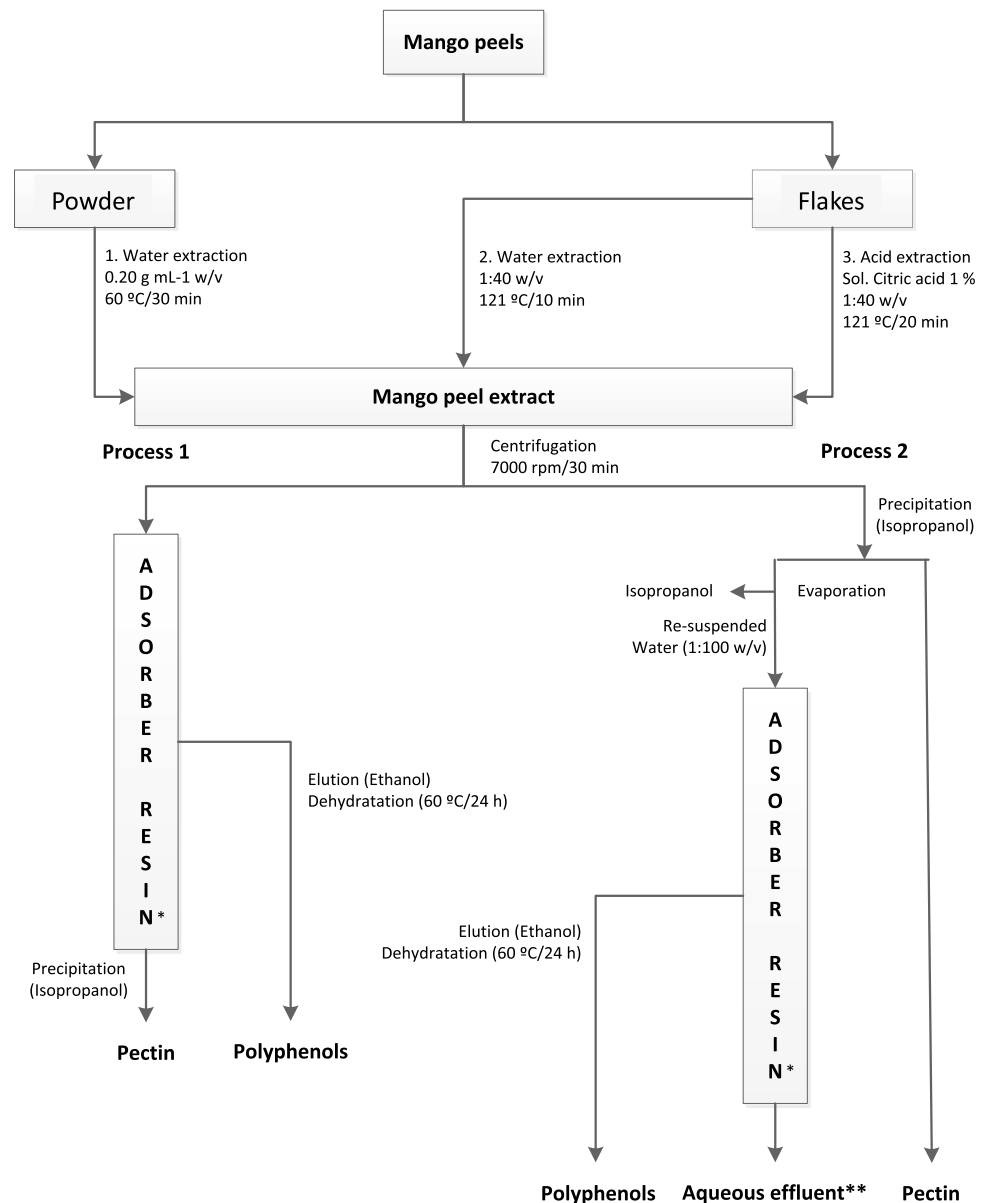 Mango peels
Powder
Flakes
1. Water extraction
0.20 g mL-1 w/v
60 ºC/30 min
2. Water extraction
1:40 w/v
121 ºC/10 min
3. Acid extraction
Sol. Citric acid 1 %
1:40 w/v
121 ºC/20 min
Mango peel extract
Process 1
Centrifugation
7000 rpm/30 min
Process 2
Precipitation
(Isopropanol)
Isopropanol
Evaporation
Re-suspended
Water (1:100 w/v)
ADSORBER RESIN*
Elution (Ethanol)
Dehydratation (60 ºC/24 h)
Precipitation
(Isopropanol)
Pectin
Polyphenols
ADSORBER RESIN*
Elution (Ethanol)
Dehydratation (60 ºC/24 h)
Polyphenols
Aqueous effluent**
Pectin